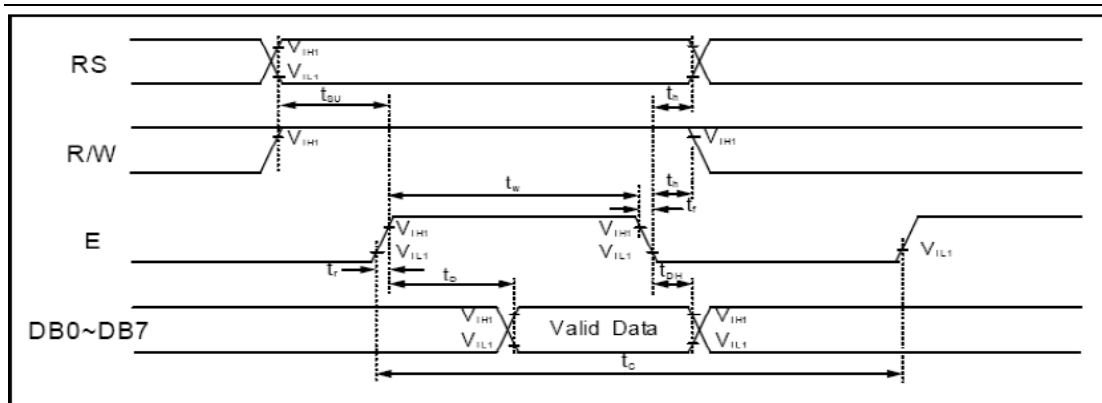 RS
VIH1
VIL1
tSU
th
R/W
VIH1
VIH1
tw
th
tf
E
VIH1
VIL1
VIH1
VIL1
VIL1
tr
tD
tDH
DB0~DB7
VIH1
VIL1
Valid Data
VIH1
VIL1
tC